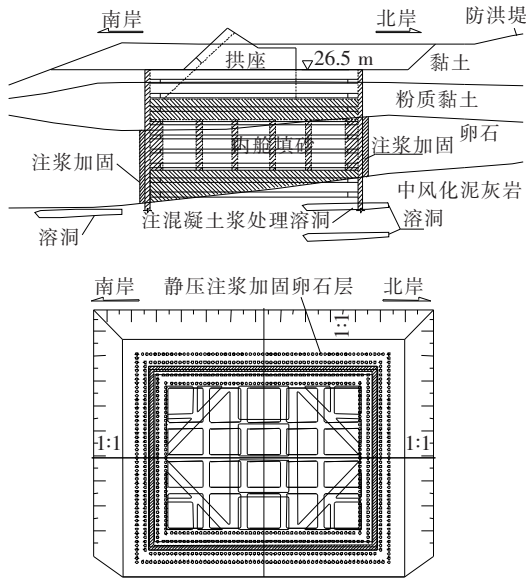 南岸
北岸
防洪堤
拱座
26.5 m
黏土
粉质黏土
内舱填砂
卵石
注浆加固
注浆加固
中风化泥灰岩
溶洞
注混凝土浆处理溶洞
溶洞
南岸
静压注浆加固卵石层
北岸
1:1
1:1
1:1